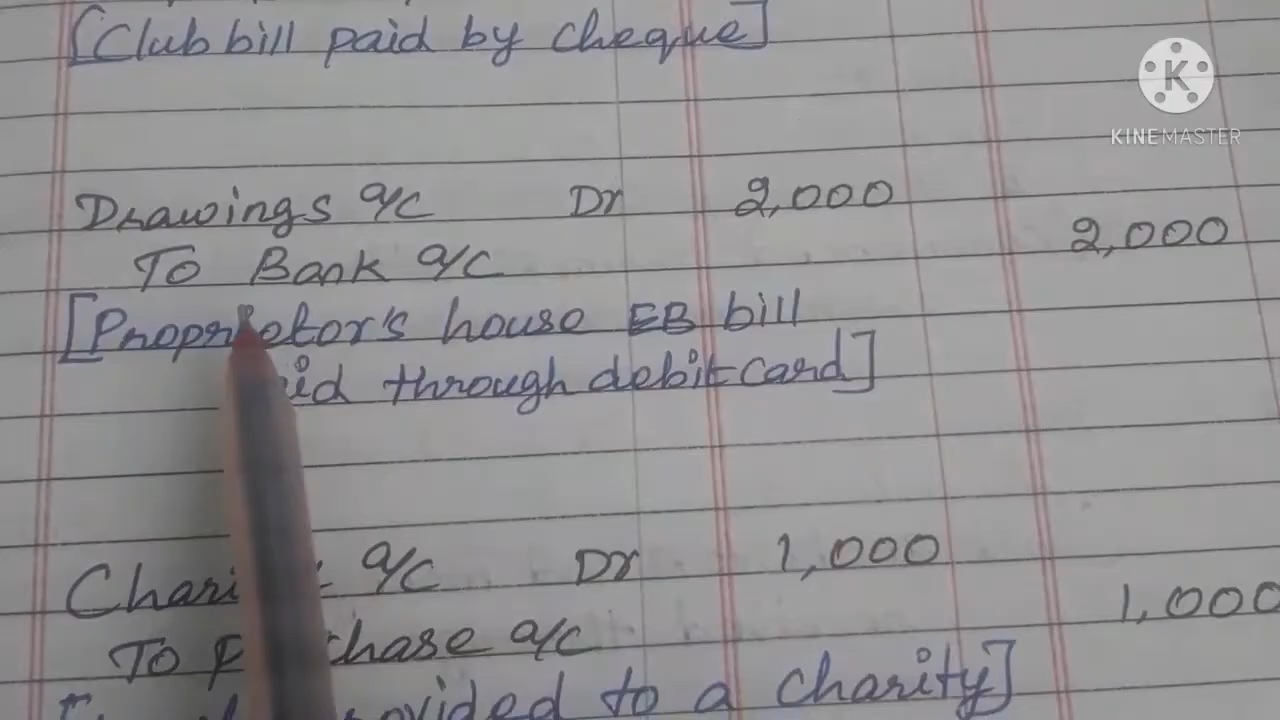 [Club bill paid by cheque]
KINEMASTER
Drawings a/c Dr 2,000
To Bank a/c 2,000
[Proprietor's house EB bill
through debit card]
a/c Dr 1,000
To a/c 1,000
to a charity]